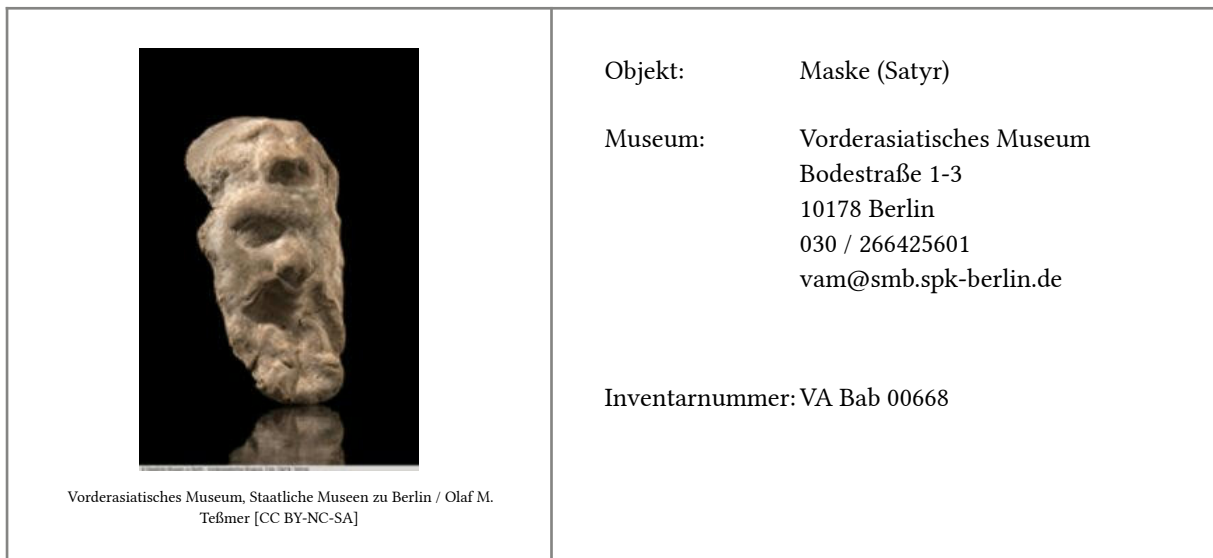 Vorderasiatisches Museum, Staatliche Museen zu Berlin / Olaf M.
Teßmer [CC BY-NC-SA]
Objekt: Maske (Satyr)
Museum: Vorderasiatisches Museum
Bodestraße 1-3
10178 Berlin
030 / 266425601
vam@smb.spk-berlin.de
Inventarnummer: VA Bab 00668